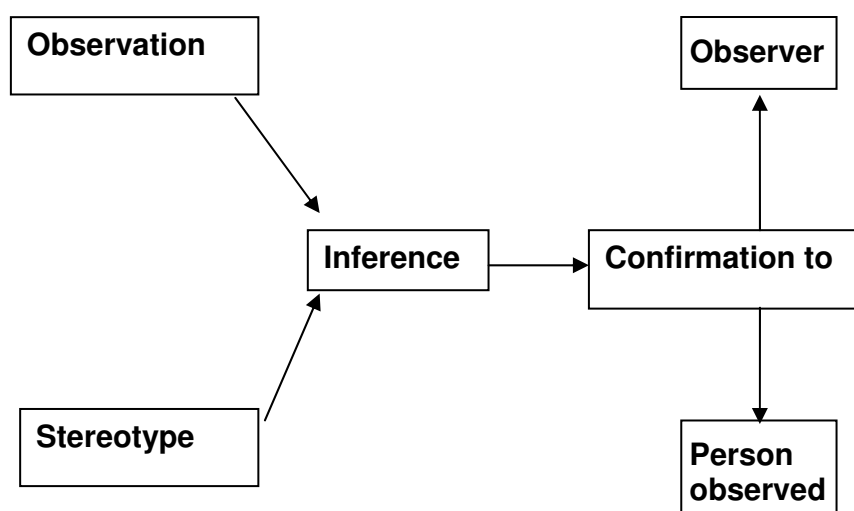 Observation
Observer
Inference
Confirmation to
Stereotype
Person
observed